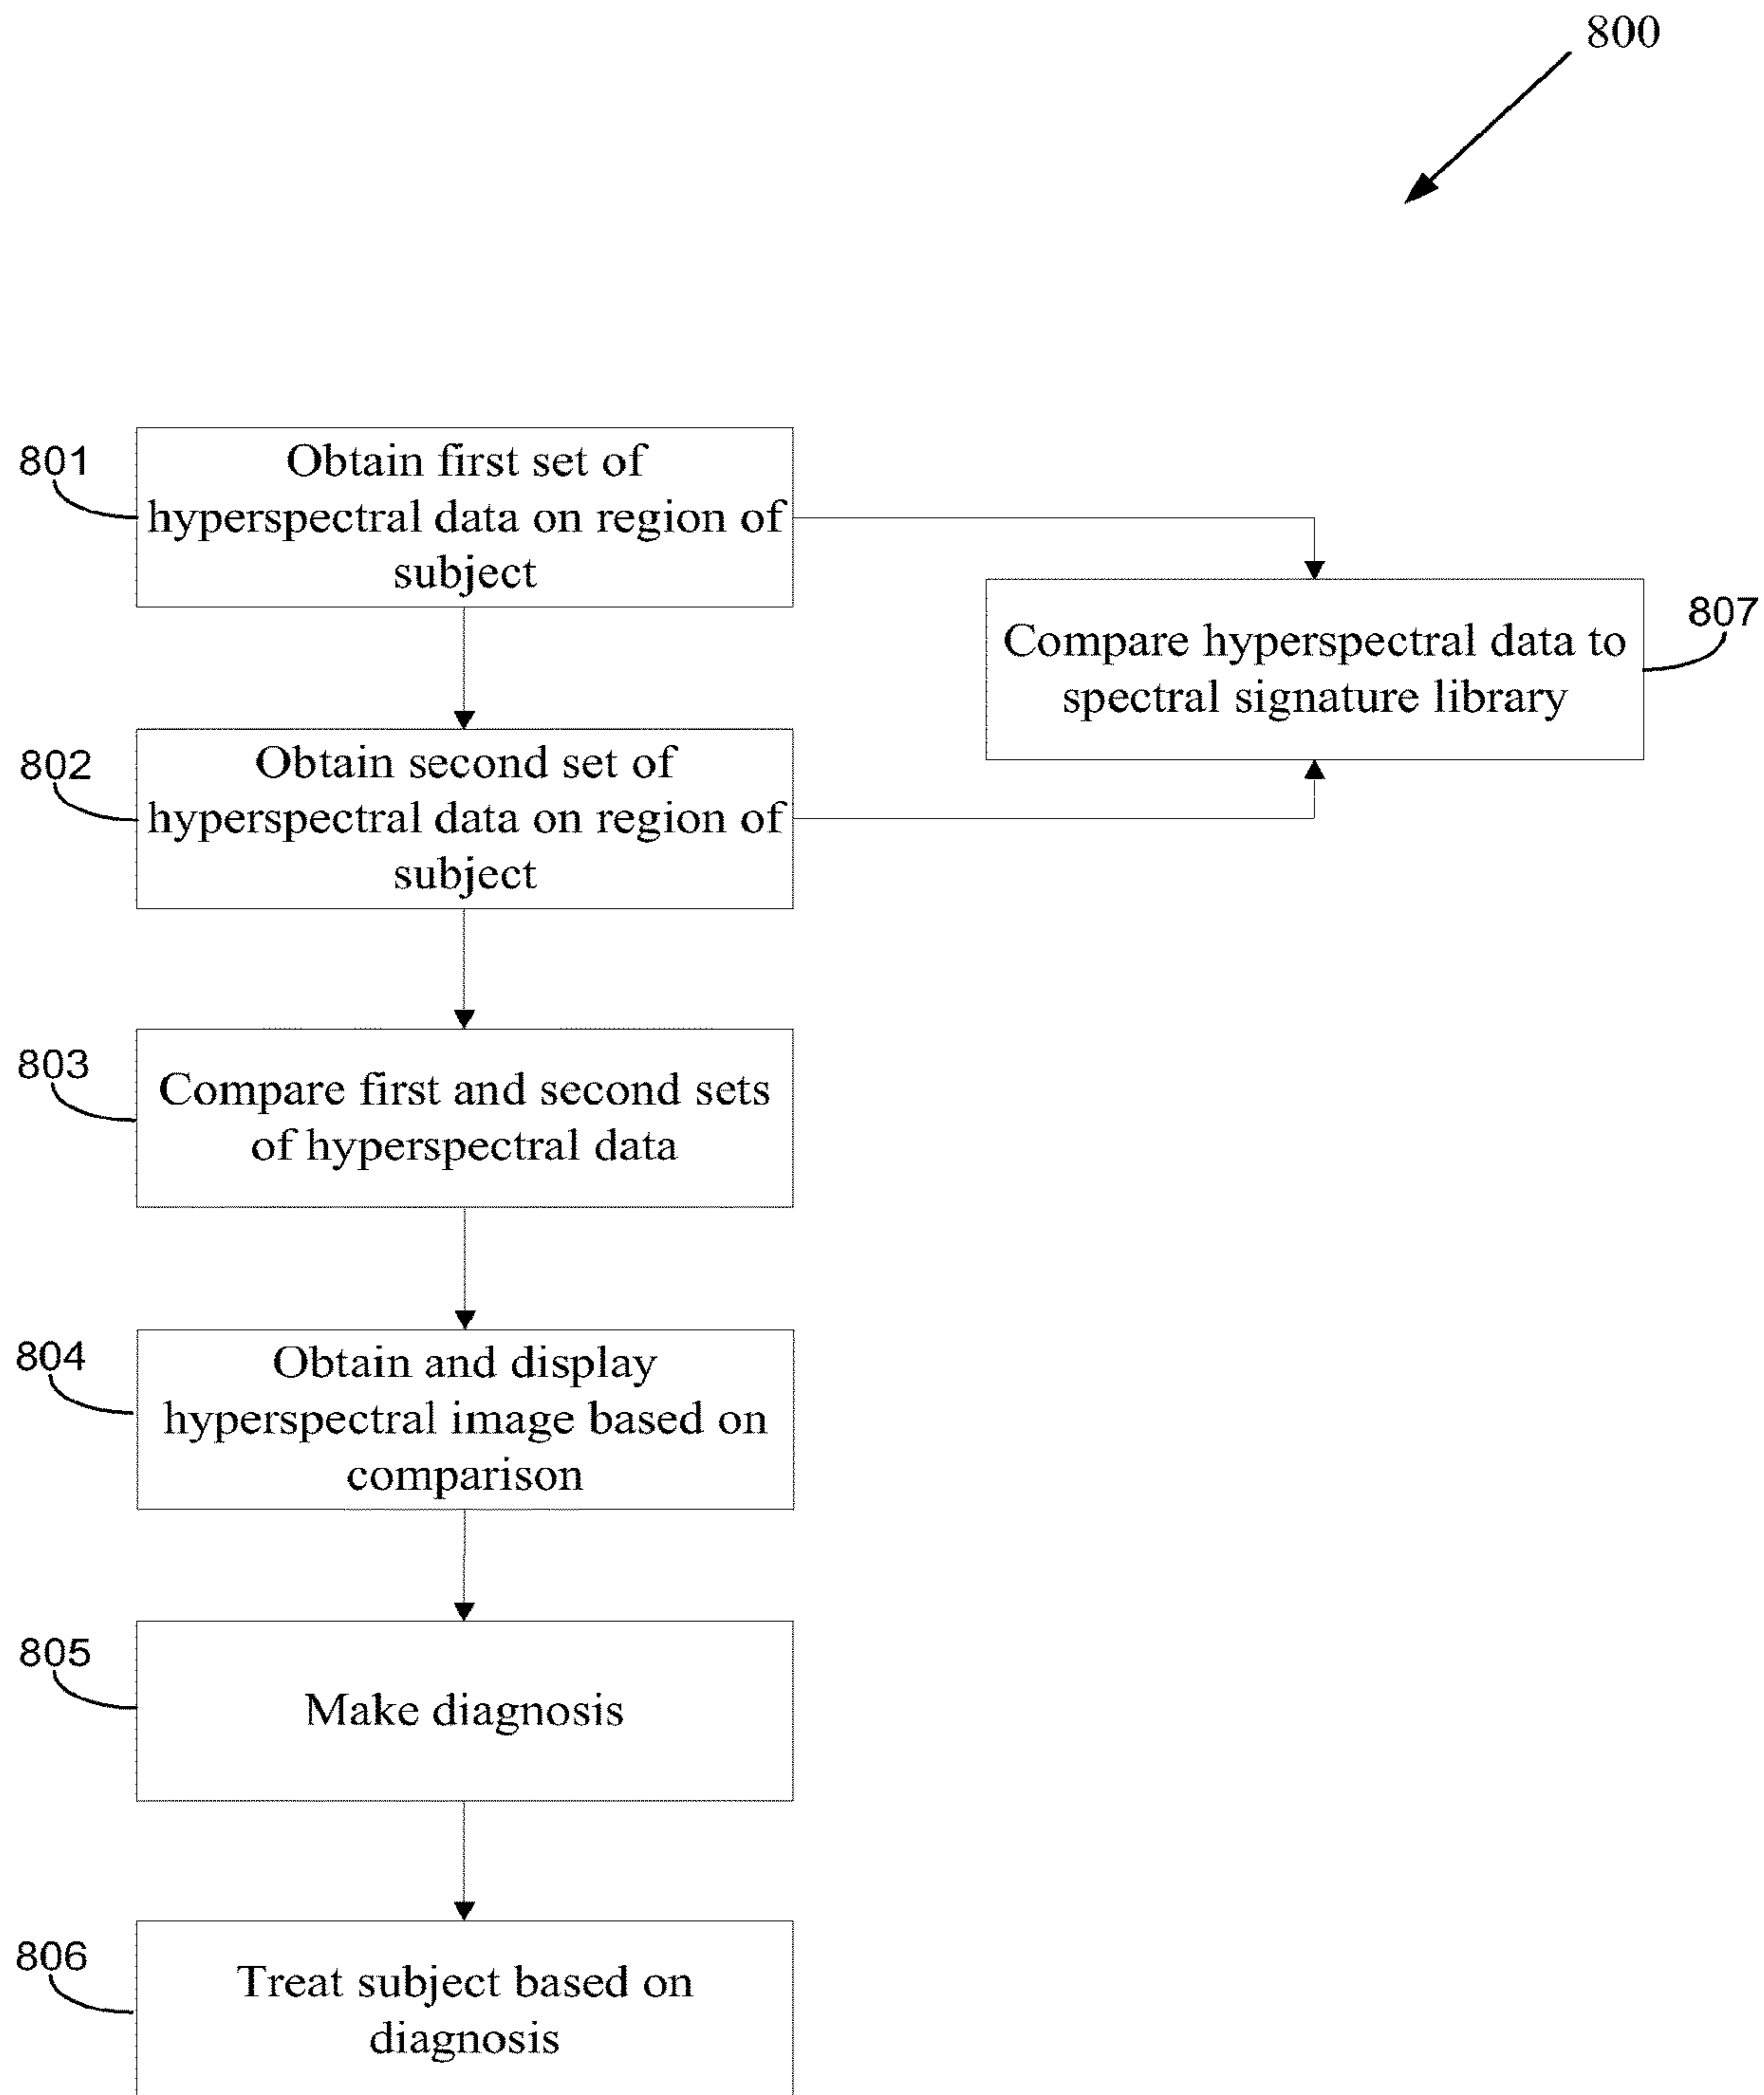 800
801
Obtain first set of
hyperspectral data on region of
subject
807
Compare hyperspectral data to
spectral signature library
802
Obtain second set of
hyperspectral data on region of
subject
803
Compare first and second sets
of hyperspectral data
804
Obtain and display
hyperspectral image based on
comparison
805
Make diagnosis
806
Treat subject based on
diagnosis